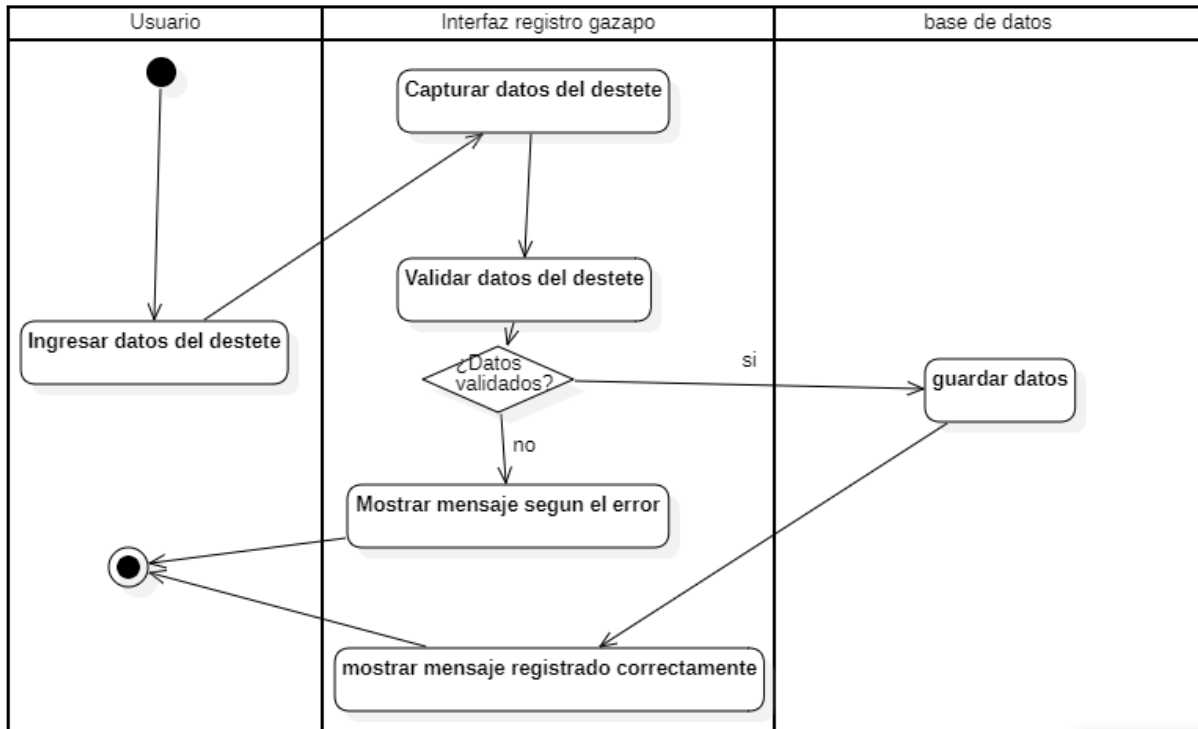 Usuario
Interfaz registro gazapo
base de datos
Capturar datos del destete
Validar datos del destete
Ingresar datos del destete
¿Datos
validados?
si
guardar datos
no
Mostrar mensaje segun el error
mostrar mensaje registrado correctamente